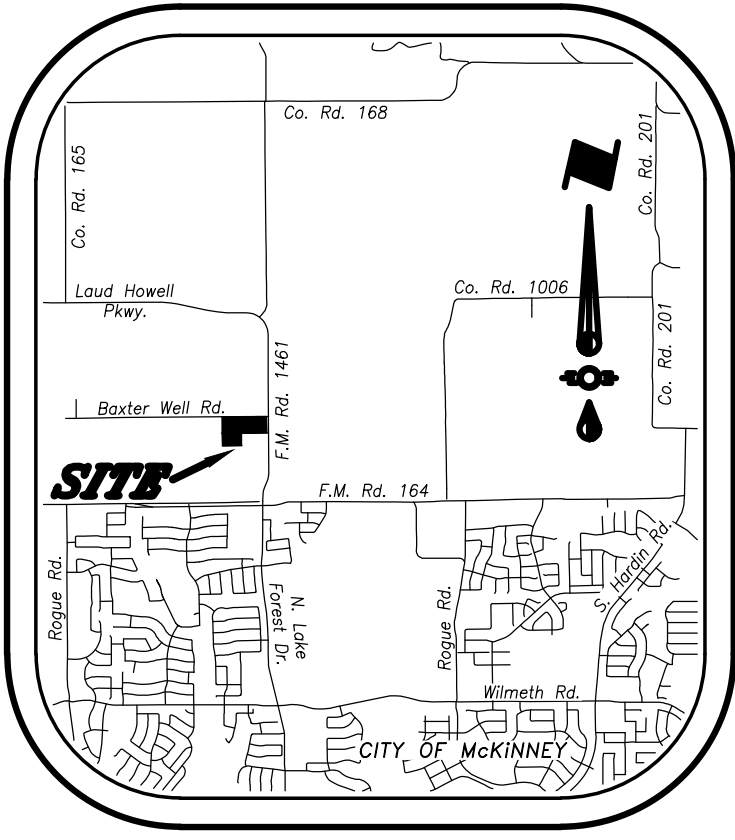 Co. Rd. 168
Co. Rd. 165
Co. Rd. 201
Laud Howell
Pkwy.
Co. Rd. 1006
Co. Rd. 201
F.M. Rd. 1461
Baxter Well Rd.
SITE
F.M. Rd. 164
Rogue Rd.
N. Lake
Forest Dr.
Rogue Rd.
S. Hardin Rd.
Wilmeth Rd.
CITY OF McKiNNEY